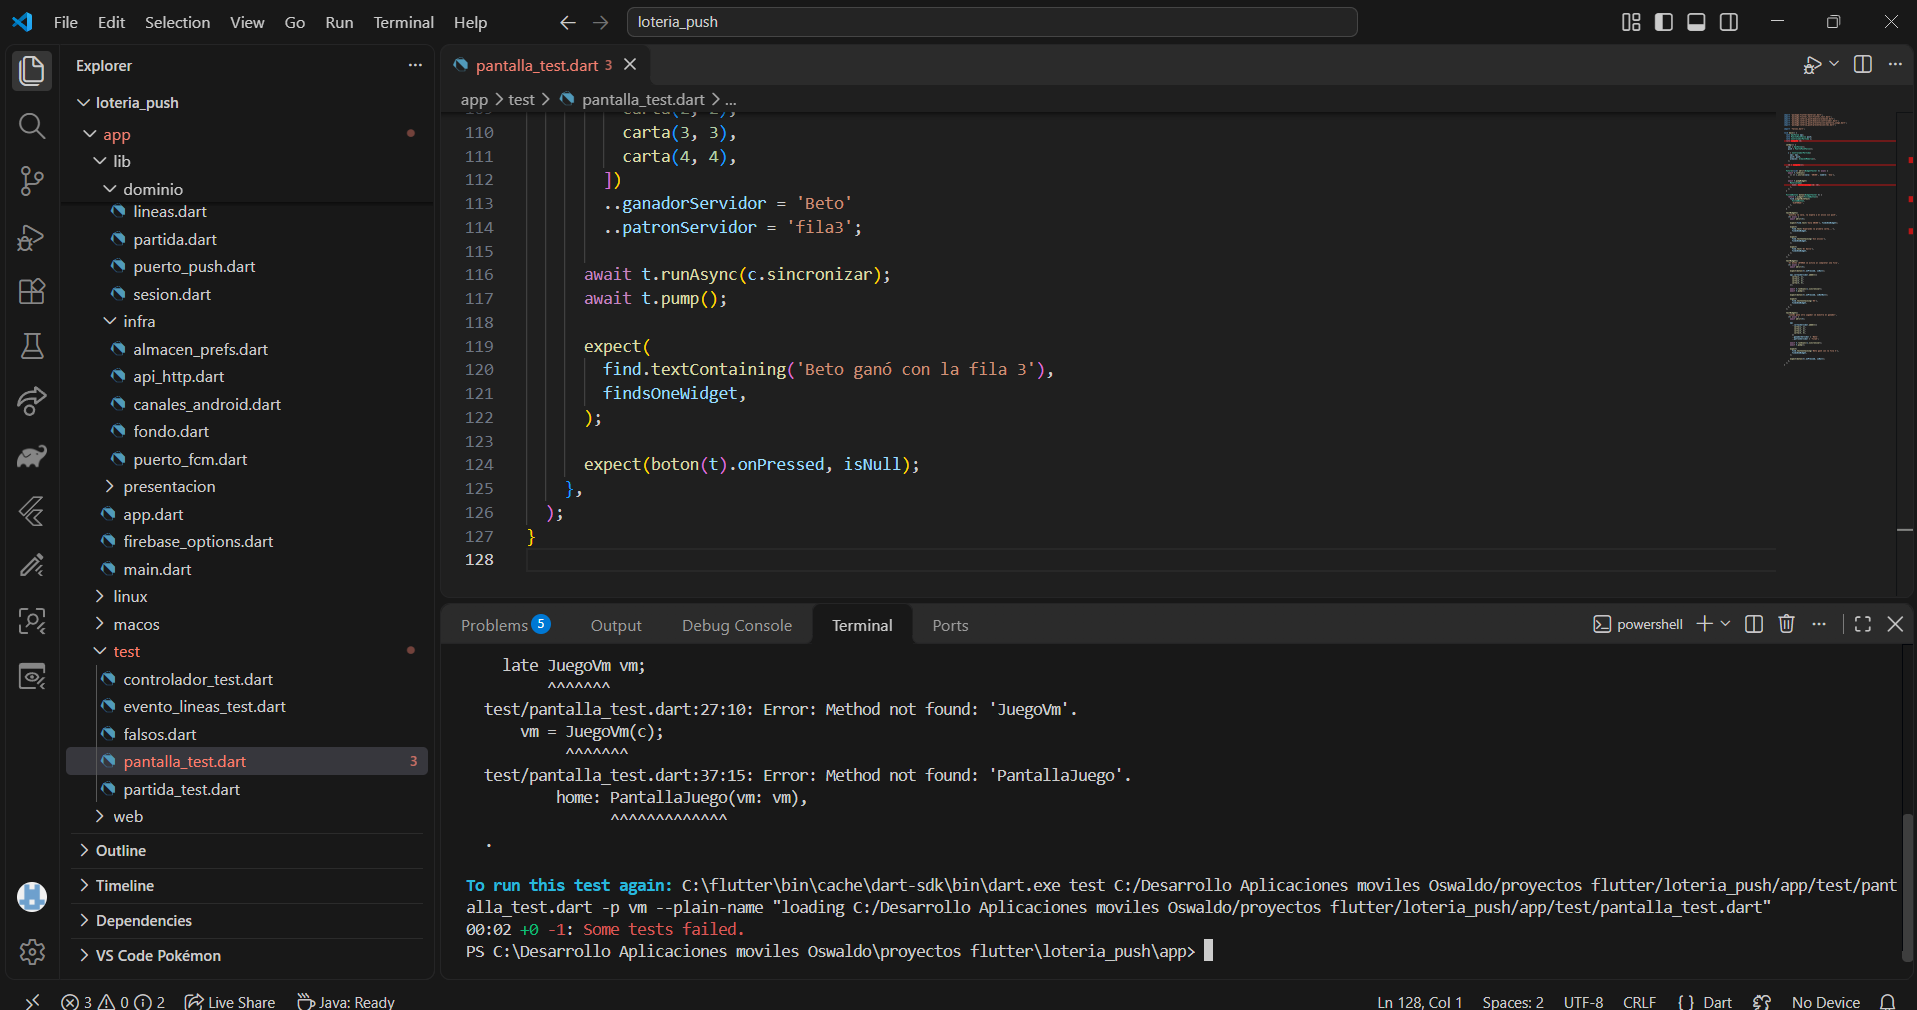 File Edit Selection View Go Run Terminal Help
loteria_push
Explorer
loteria_push
app
lib
dominio
lineas.dart
partida.dart
puerto_push.dart
sesion.dart
infra
almacen_prefs.dart
api_http.dart
canales_android.dart
fondo.dart
puerto_fcm.dart
presentacion
app.dart
firebase_options.dart
main.dart
linux
macos
test
controlador_test.dart
evento_lineas_test.dart
falsos.dart
pantalla_test.dart 3
partida_test.dart
web
Outline
Timeline
Dependencies
VS Code Pokémon
pantalla_test.dart 3
app > test > pantalla_test.dart > ...
110 carta(3, 3),
111 carta(4, 4),
112 ])
113 ..ganadorServidor = 'Beto'
114 ..patronServidor = 'fila3';
115
116 await t.runAsync(c.sincronizar);
117 await t.pump();
118
119 expect(
120 find.textContaining('Beto ganó con la fila 3'),
121 findsOneWidget,
122 );
123
124 expect(boton(t).onPressed, isNull);
125 },
126 );
127 }
128
Problems 5 Output Debug Console Terminal Ports
powershell
late JuegoVm vm;
^^^^^^^
test/pantalla_test.dart:27:10: Error: Method not found: 'JuegoVm'.
vm = JuegoVm(c);
^^^^^^^
test/pantalla_test.dart:37:15: Error: Method not found: 'PantallaJuego'.
home: PantallaJuego(vm: vm),
^^^^^^^^^^^^^
.
To run this test again: C:\flutter\bin\cache\dart-sdk\bin\dart.exe test C:/Desarrollo Aplicaciones moviles Oswaldo/proyectos flutter/loteria_push/app/test/pant
alla_test.dart -p vm --plain-name "loading C:/Desarrollo Aplicaciones moviles Oswaldo/proyectos flutter/loteria_push/app/test/pantalla_test.dart"
00:02 +0 -1: Some tests failed.
PS C:\Desarrollo Aplicaciones moviles Oswaldo\proyectos flutter\loteria_push\app>
3 0 2 Live Share Java: Ready
Ln 128, Col 1 Spaces: 2 UTF-8 CRLF {} Dart No Device